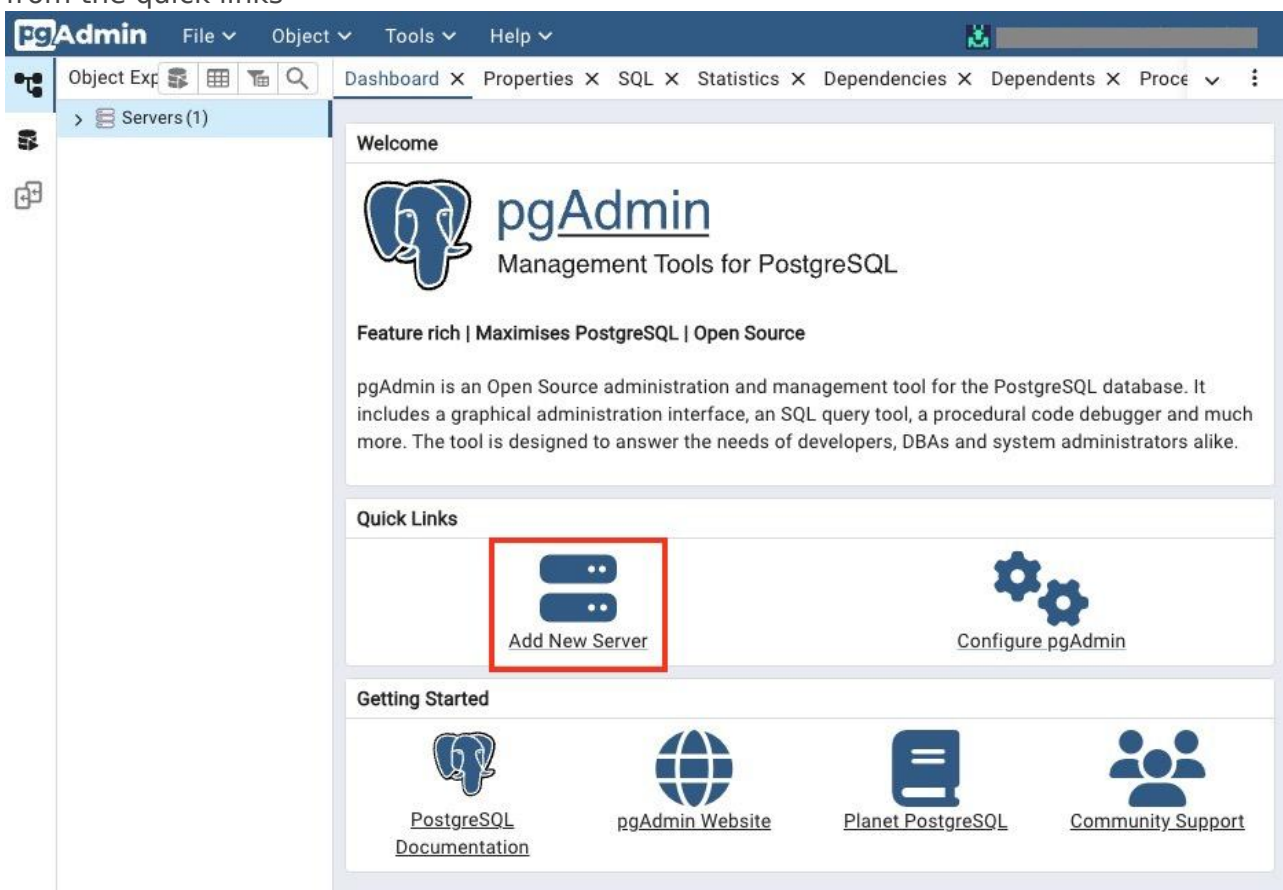 from the quick links
pgAdmin File Object Tools Help
Object Exp
Dashboard Properties SQL Statistics Dependencies Dependents Proce
Servers (1)
Welcome
pgAdmin
Management Tools for PostgreSQL
Feature rich | Maximises PostgreSQL | Open Source
pgAdmin is an Open Source administration and management tool for the PostgreSQL database. It
includes a graphical administration interface, an SQL query tool, a procedural code debugger and much
more. The tool is designed to answer the needs of developers, DBAs and system administrators alike.
Quick Links
Add New Server Configure pgAdmin
Getting Started
PostgreSQL
Documentation
pgAdmin Website
Planet PostgreSQL
Community Support